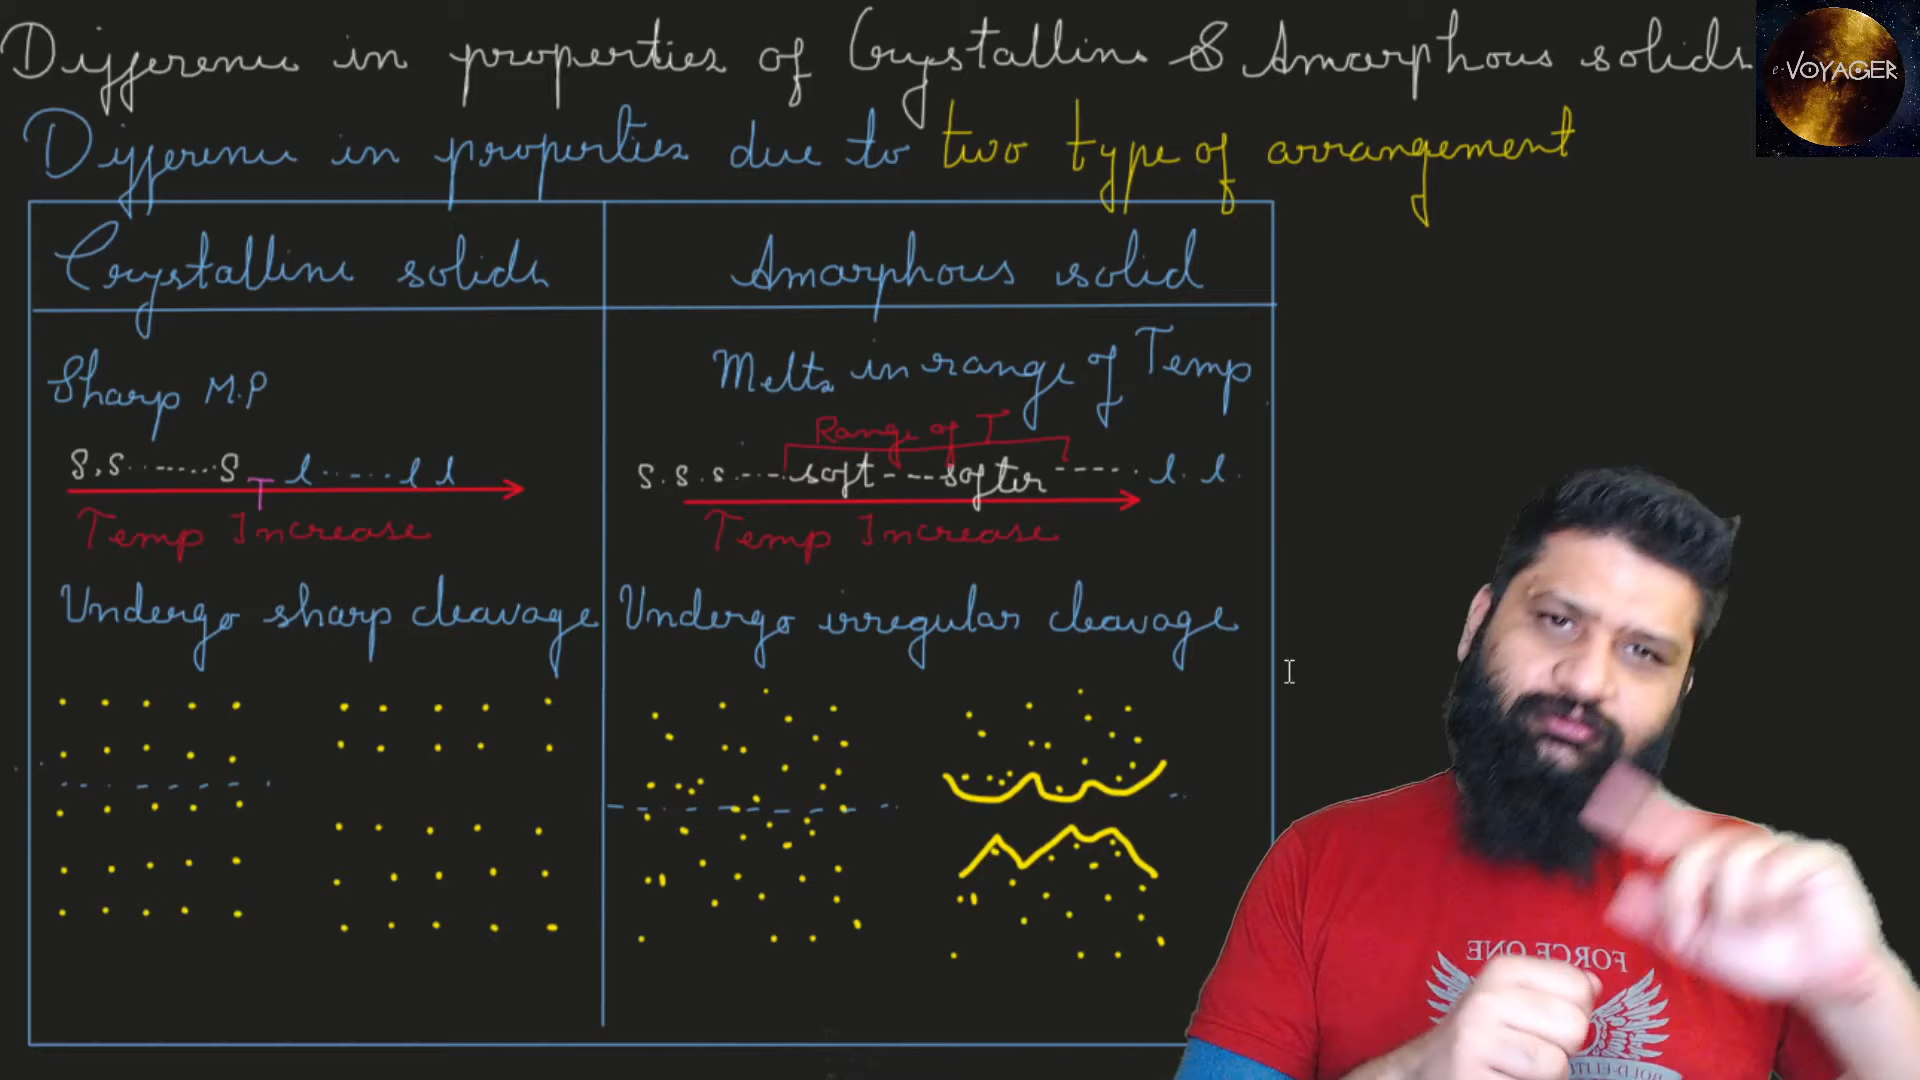 Difference in properties of Crystalline & Amorphous solids
e-VOYAGER
Difference in properties due to two type of arrangement
Crystalline solids
Amorphous solid
Sharp M.P
Melts in range of Temp
Range of T
S,S.......S T l.....l l
S.S.S....soft---softer----.l.l.
Temp Increase
Temp Increase
Undergo sharp cleavage
Undergo irregular cleavage
FORCE ONE